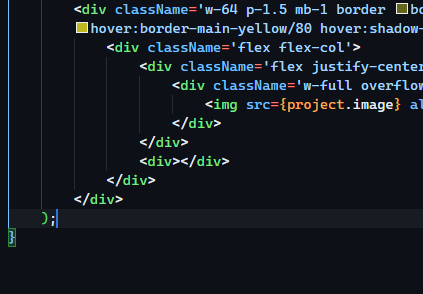 <div className='w-64 p-1.5 mb-1 border bo
hover:border-main-yellow/80 hover:shadow-
<div className='flex flex-col'>
<div className='flex justify-center
<div className='w-full overflow
<img src={project.image} al
</div>
</div>
<div></div>
</div>
</div>
);
}